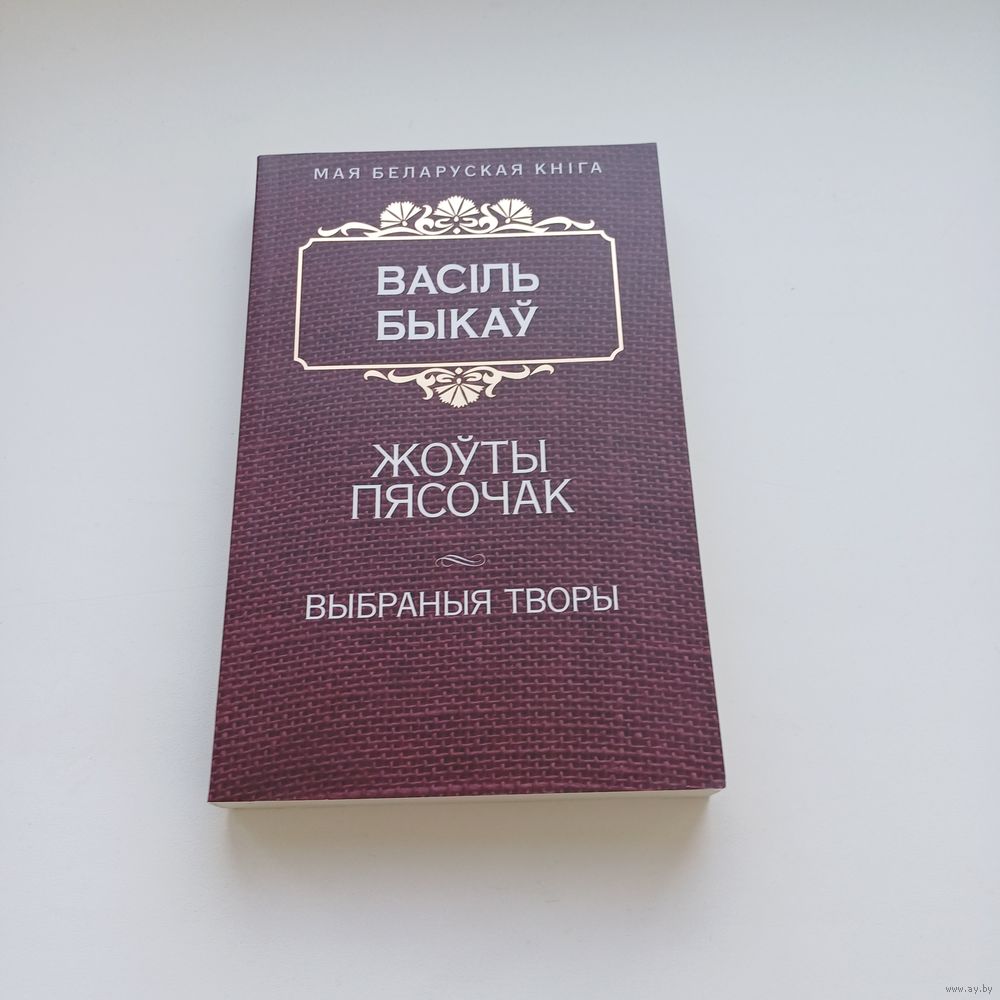 МАЯ БЕЛАРУСКАЯ КНІГА
ВАСІЛЬ
БЫКАЎ
ЖОЎТЫ
ПЯСОЧАК
ВЫБРАНЫЯ ТВОРЫ
www.ay.by